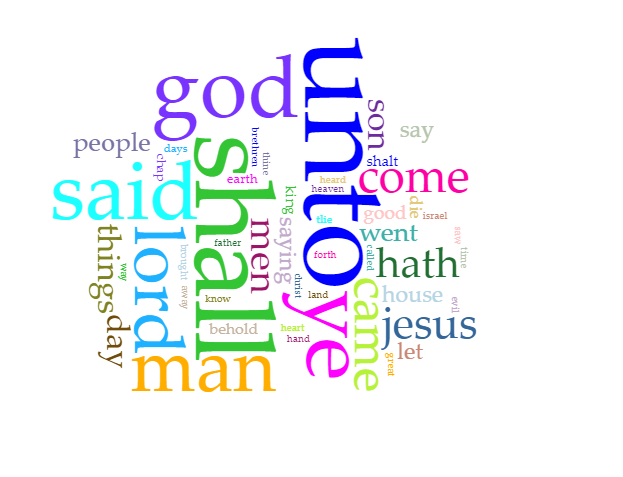 unto
god
son
say
people
days
brethren
thine
shalt
chap
shall
earth
heard
heaven
come
said
king
die
good
israel
lord
things
men
saying
tlie
went
saw
time
father
forth
called
hath
way
brought
away
christ
came
know
land
ye
house
evil
day
behold
heart
hand
jesus
let
man
great